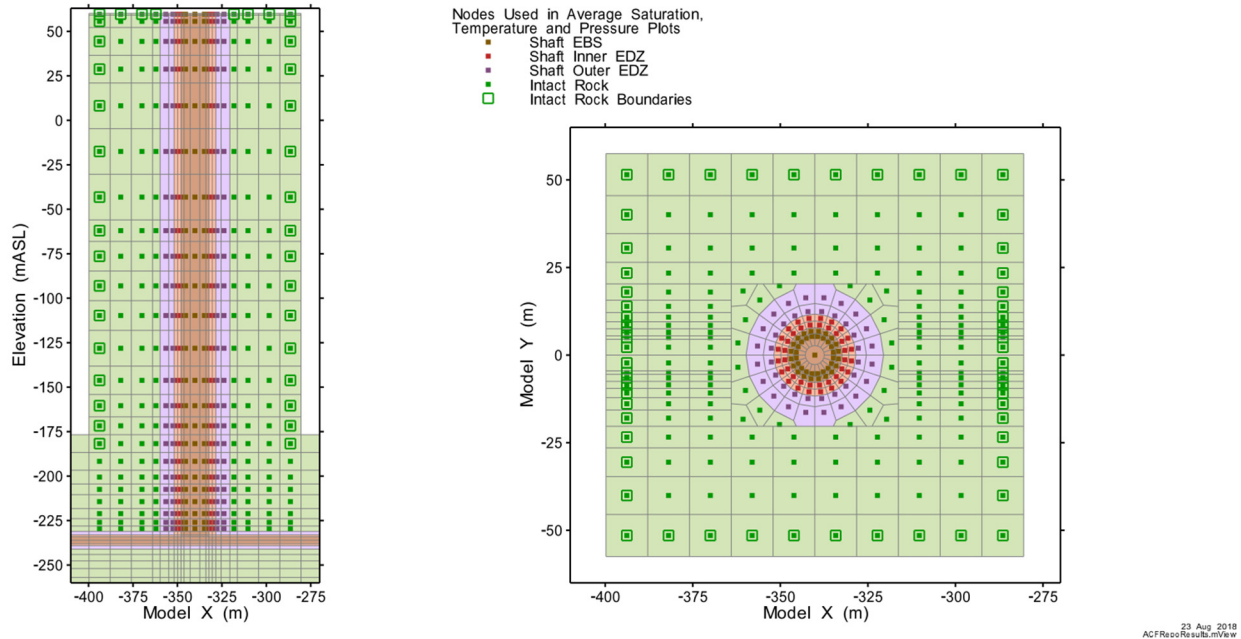 Nodes Used in Average Saturation,
Temperature and Pressure Plots
Shaft EBS
Shaft Inner EDZ
Shaft Outer EDZ
Intact Rock
Intact Rock Boundaries
Elevation (mASL)
50
25
0
-25
-50
-75
-100
-125
-150
-175
-200
-225
-250
-400 -375 -350 -325 -300 -275
Model X (m)
Model Y (m)
50
25
0
-25
-50
-400 -375 -350 -325 -300 -275
Model X (m)
23 Aug 2018
ACFRepoResults.mView